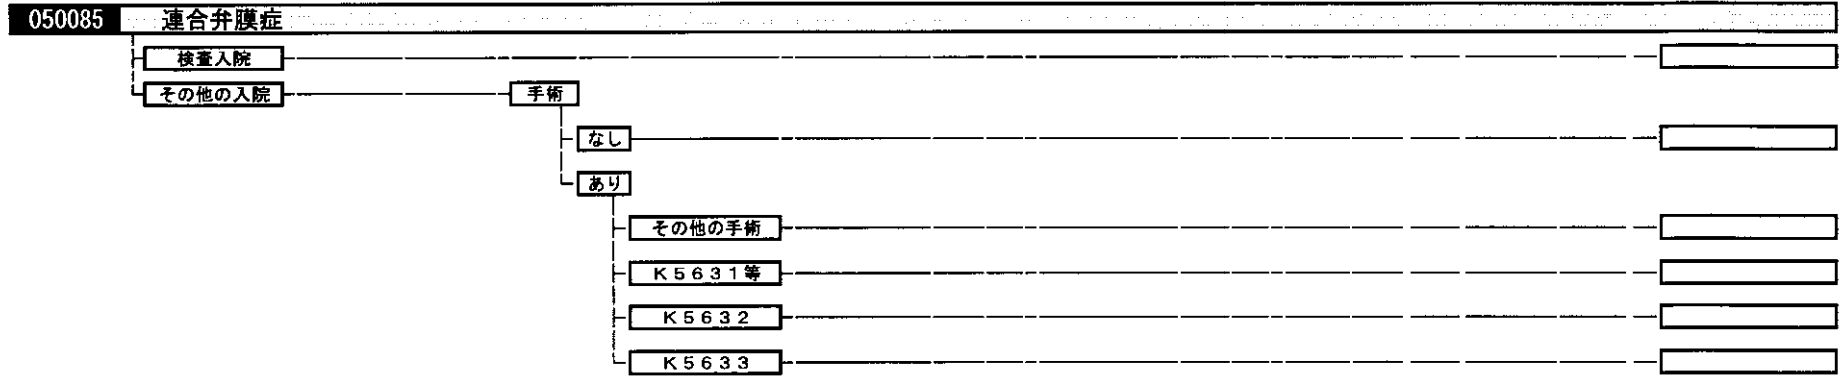 050085 連合弁膜症
検査入院
その他の入院 手術
なし
あり
その他の手術
K5631等
K5632
K5633